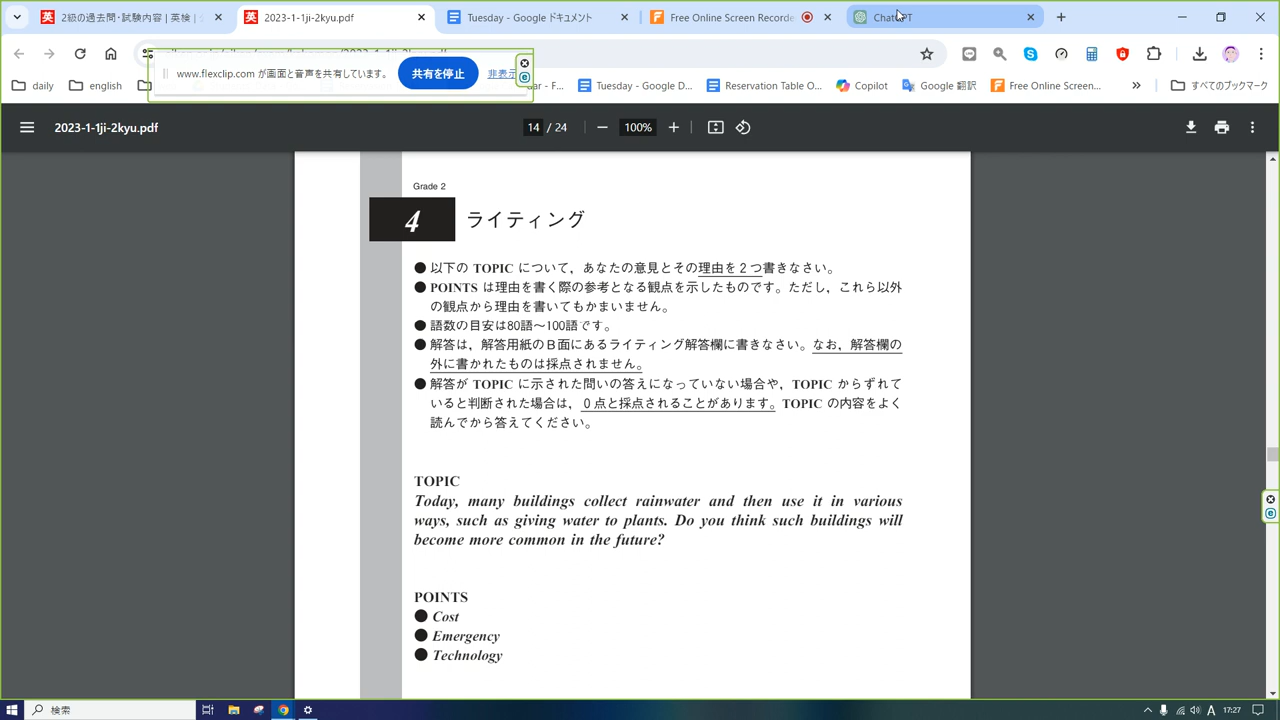 2級の過去問・試験内容 | 英検 |
2023-1-1ji-2kyu.pdf
Tuesday - Google ドキュメント
Free Online Screen Recorde
ChatGPT
www.flexclip.com が画面と音声を共有しています。
共有を停止
非表示
daily
english
dar - F...
Tuesday - Google D...
Reservation Table O...
Copilot
Google 翻訳
Free Online Screen...
すべてのブックマーク
2023-1-1ji-2kyu.pdf
14 / 24
100%
Grade 2
4 ライティング
● 以下の TOPIC について，あなたの意見とその理由を２つ書きなさい。
● POINTS は理由を書く際の参考となる観点を示したものです。ただし，これら以外
の観点から理由を書いてもかまいません。
● 語数の目安は80語～100語です。
● 解答は，解答用紙のＢ面にあるライティング解答欄に書きなさい。なお，解答欄の
外に書かれたものは採点されません。
● 解答が TOPIC に示された問いの答えになっていない場合や，TOPIC からずれて
いると判断された場合は，０点と採点されることがあります。TOPIC の内容をよく
読んでから答えてください。
TOPIC
Today, many buildings collect rainwater and then use it in various
ways, such as giving water to plants. Do you think such buildings will
become more common in the future?
POINTS
● Cost
● Emergency
● Technology
検索
A
17:27